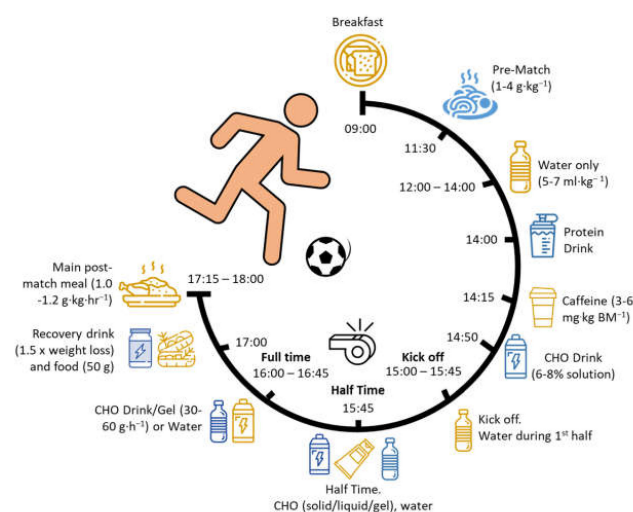 Breakfast
09:00
Pre-Match
(1-4 g·kg⁻¹)
11:30
Water only
(5-7 ml·kg⁻¹)
12:00 – 14:00
Protein
Drink
14:00
Caffeine (3-6
mg·kg BM⁻¹)
14:15
CHO Drink
(6-8% solution)
14:50
Kick off
15:00 – 15:45
Kick off.
Water during 1st half
Half Time
15:45
Half Time.
CHO (solid/liquid/gel), water
Full time
16:00 – 16:45
CHO Drink/Gel (30-
60 g·h⁻¹) or Water
17:00
Recovery drink
(1.5 x weight loss)
and food (50 g)
17:15 – 18:00
Main post-
match meal (1.0
-1.2 g·kg·hr⁻¹)